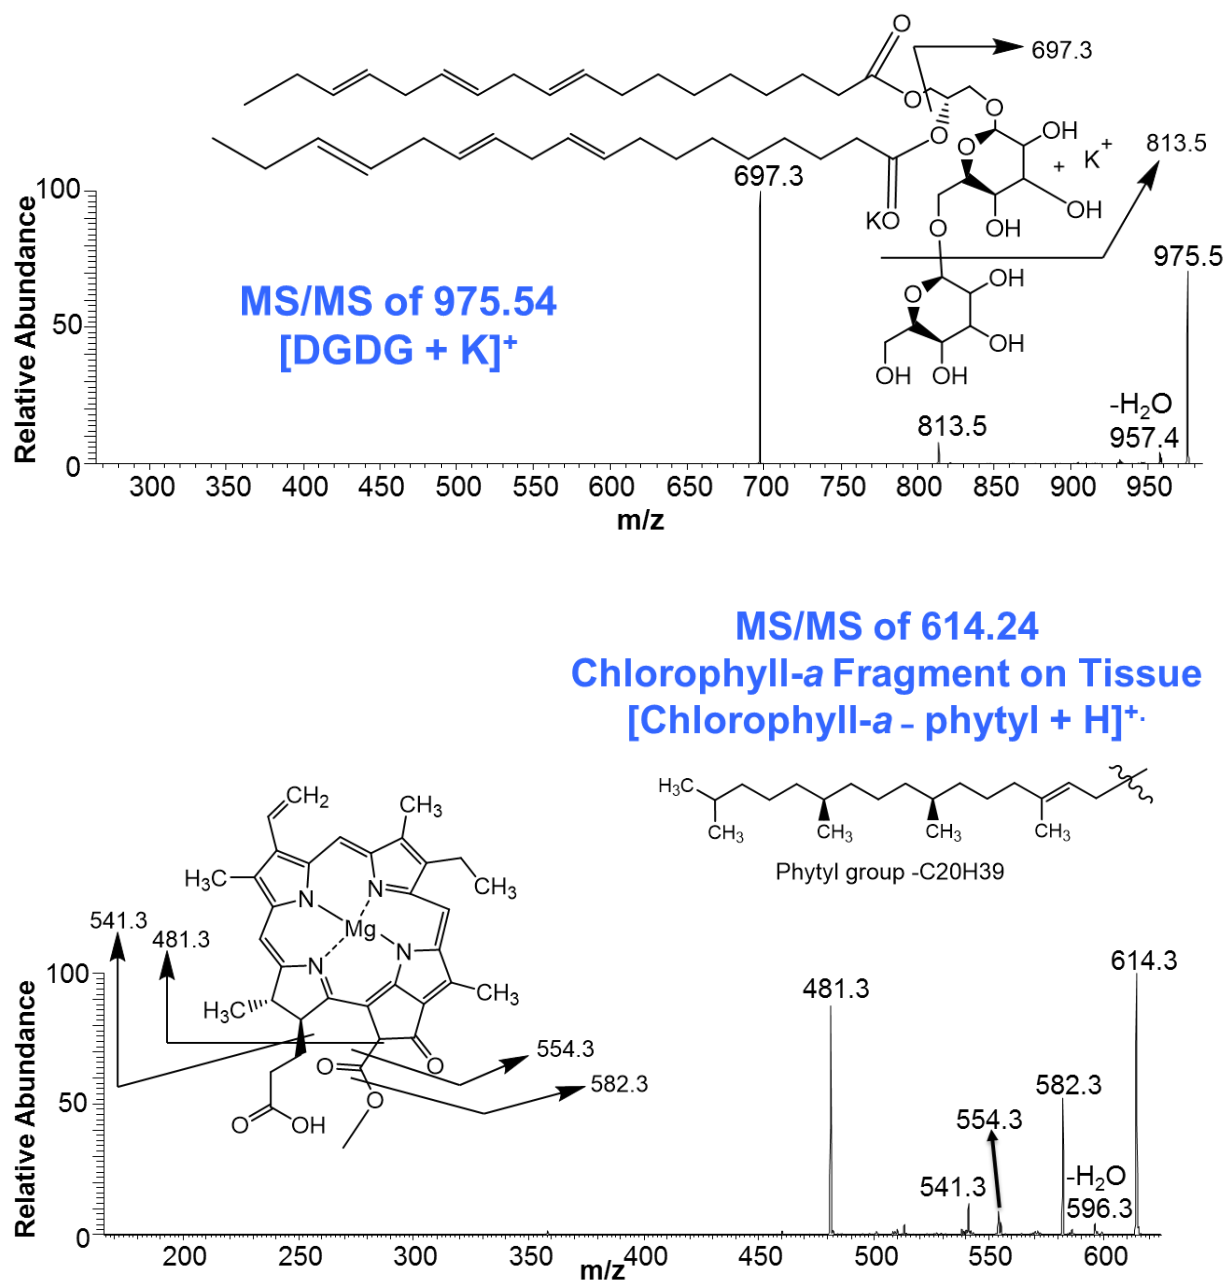 O
697.3
O
O
O
OH
O
+ K⁺
813.5
OH
KO
OH
O
697.3
975.5
MS/MS of 975.54
[DGDG + K]⁺
O
OH
OH
OH
OH
-H₂O
957.4
813.5
Relative Abundance
100
50
0
300 350 400 450 500 550 600 650 700 750 800 850 900 950
m/z
MS/MS of 614.24
Chlorophyll-a Fragment on Tissue
[Chlorophyll-a – phytyl + H]⁺·
H₃C
CH₃
CH₃
CH₃
CH₃
Phytyl group -C20H39
CH₂
CH₃
H₃C
N
N
CH₃
Mg
N
N
H₃C
CH₃
O
O
O
O
OH
541.3
481.3
554.3
582.3
481.3
614.3
582.3
554.3
541.3
-H₂O
596.3
Relative Abundance
100
50
0
200 250 300 350 400 450 500 550 600
m/z